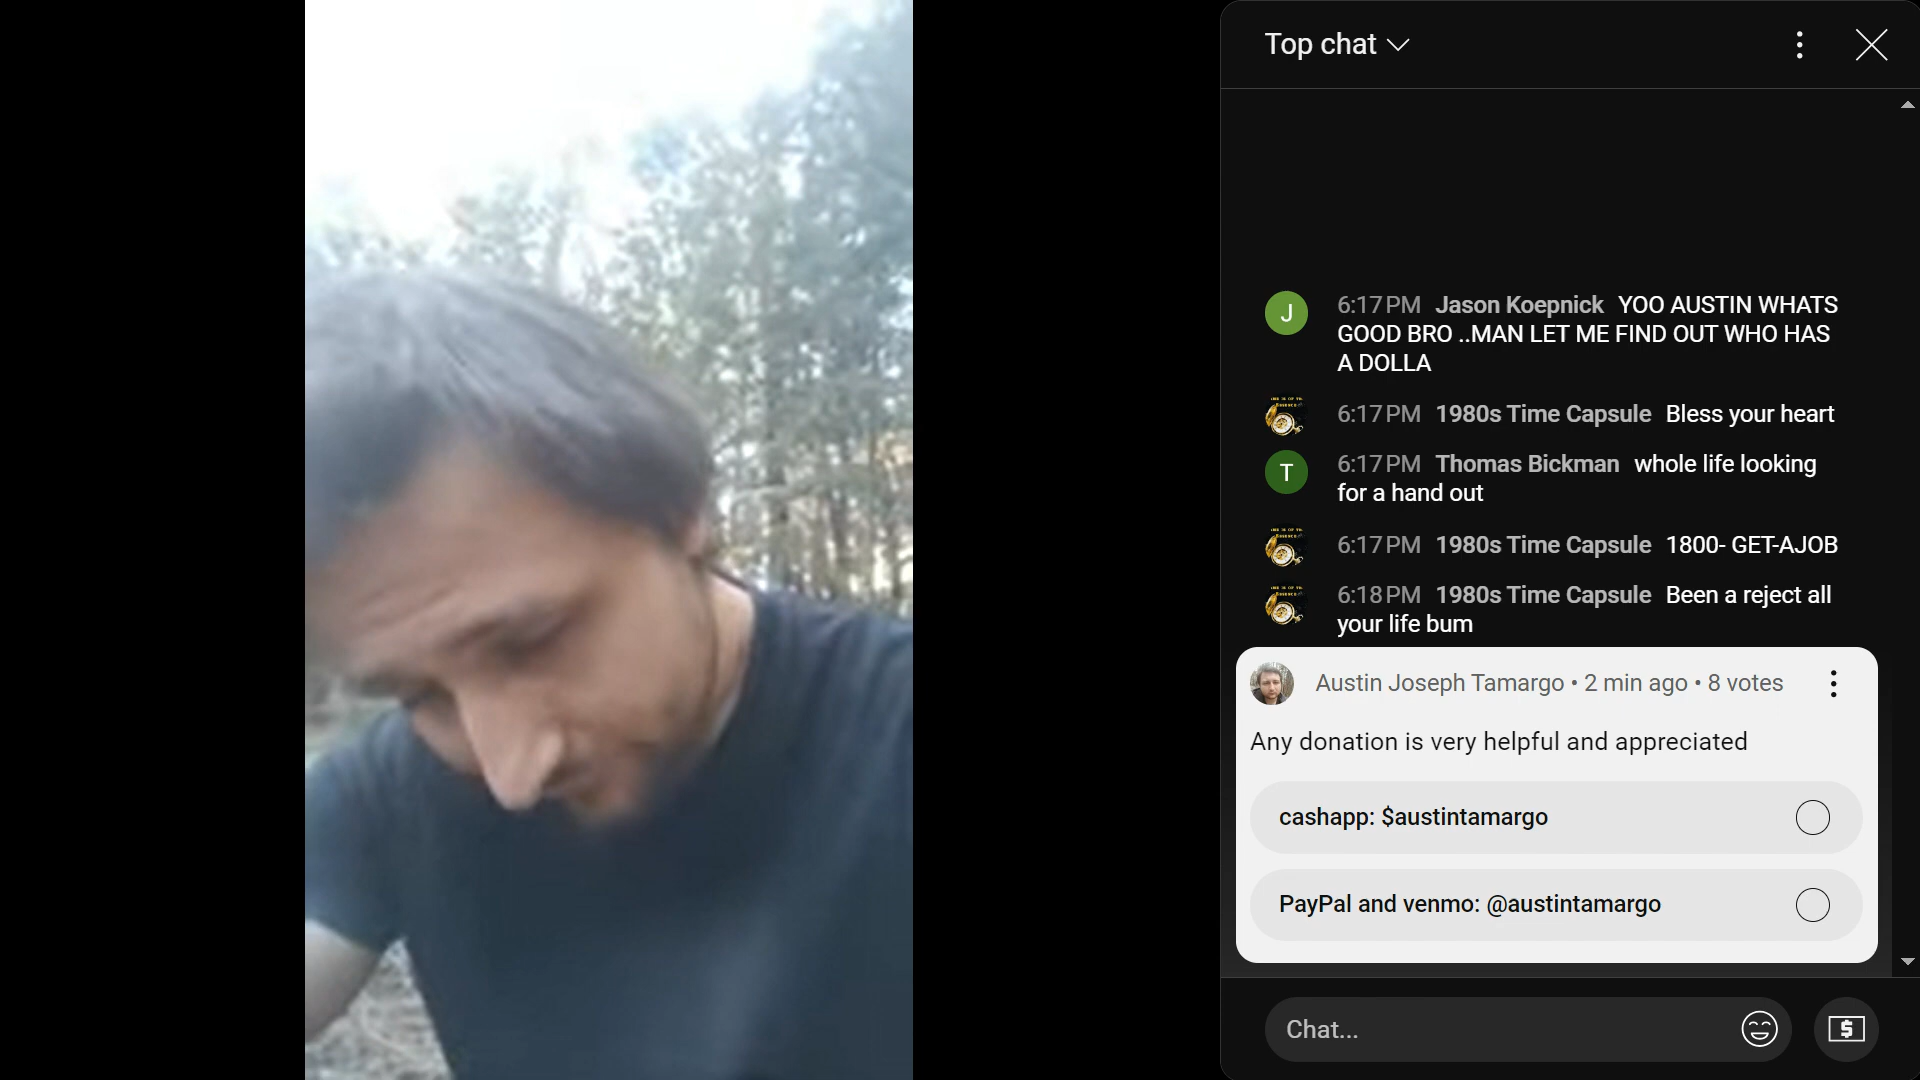 Top chat
J
6:17 PM Jason Koepnick YOO AUSTIN WHATS
GOOD BRO ..MAN LET ME FIND OUT WHO HAS
A DOLLA
6:17 PM 1980s Time Capsule Bless your heart
T
6:17 PM Thomas Bickman whole life looking
for a hand out
6:17 PM 1980s Time Capsule 1800- GET-AJOB
6:18 PM 1980s Time Capsule Been a reject all
your life bum
Austin Joseph Tamargo • 2 min ago • 8 votes
Any donation is very helpful and appreciated
cashapp: $austintamargo
PayPal and venmo: @austintamargo
Chat...
$